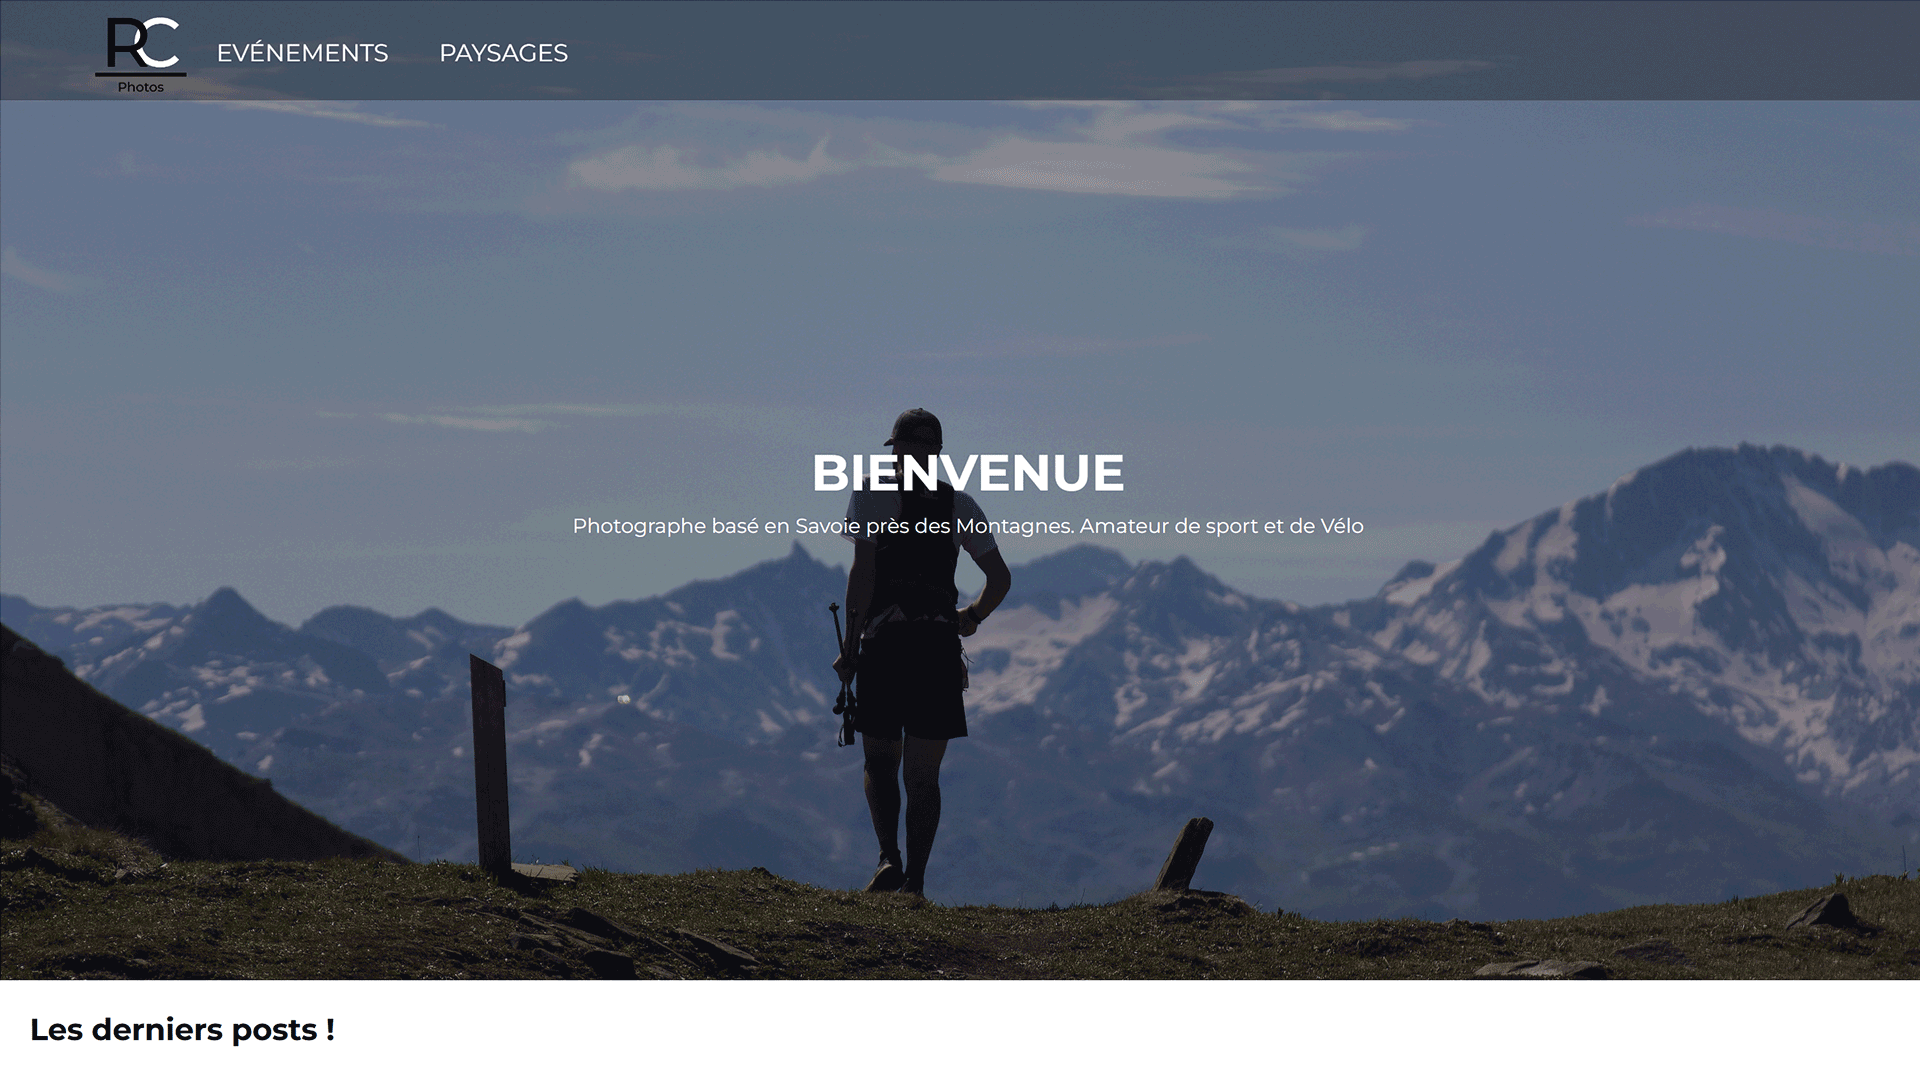 RC
Photos
EVÉNEMENTS
PAYSAGES
BIENVENUE
Photographe basé en Savoie près des Montagnes. Amateur de sport et de Vélo
Les derniers posts !